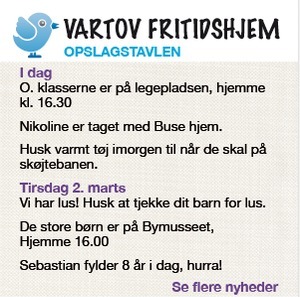 VARTOV FRITIDSHJEM
OPSLAGSTAVLEN
I dag
O. klasserne er på legepladsen, hjemme
kl. 16.30
Nikoline er taget med Buse hjem.
Husk varmt tøj imorgen til når de skal på
skøjtebanen.
Tirsdag 2. marts
Vi har lus! Husk at tjekke dit barn for lus.
De store børn er på Bymusseet,
Hjemme 16.00
Sebastian fylder 8 år i dag, hurra!
Se flere nyheder